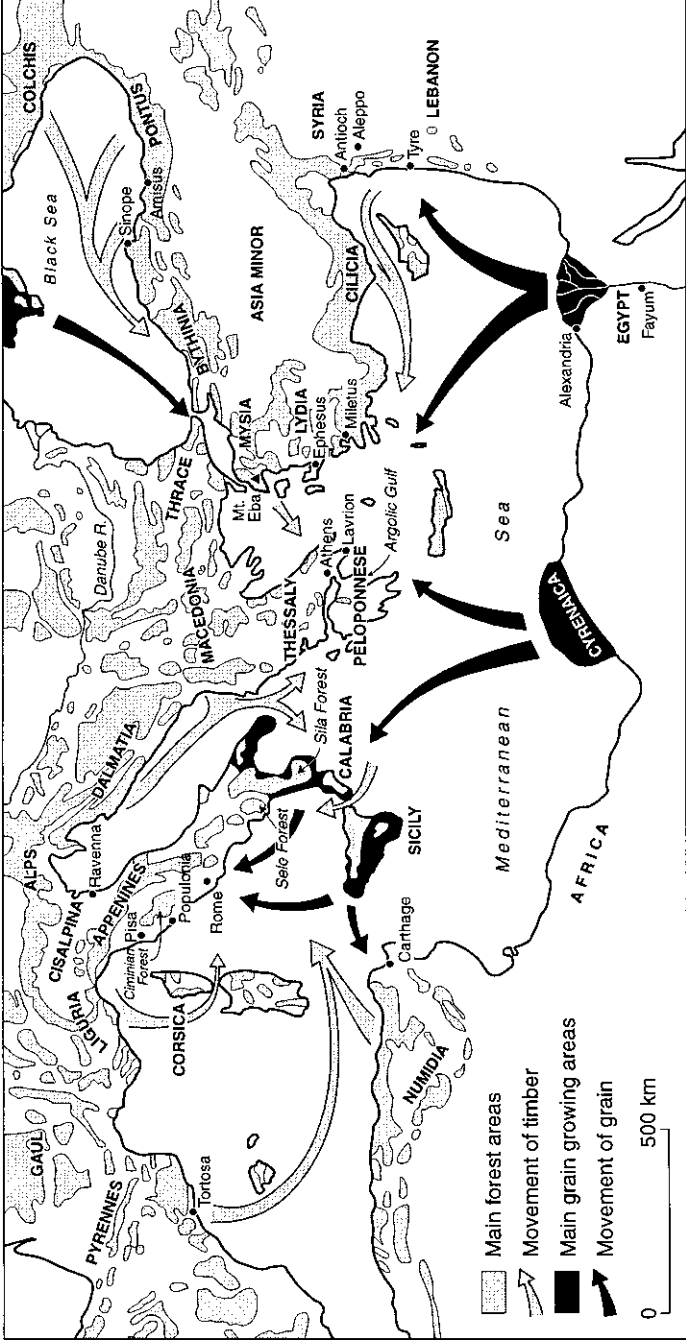 COLCHIS
PONTUS
Amisus
Sinope
Black Sea
BYTHINIA
ASIA MINOR
SYRIA
Antioch
Aleppo
LEBANON
Tyre
CILICIA
MYSIA
LYDIA
Ephesus
Miletus
THRACE
Mt.
Eba
Danube R.
MACEDONIA
THESSALY
Athens
Lavrion
Argolic Gulf
PELOPONNESE
EGYPT
Fayum
Alexandria
Mediterranean
Sea
CYRENAICA
DALMATIA
ALPS
Ravenna
CISALPINA
APPENINES
Pisa
Populonia
Rome
Ciminian
Forest
LIGURIA
CORSICA
Selo Forest
Sila Forest
CALABRIA
SICILY
AFRICA
Carthage
NUMIDIA
GAUL
PYRENNES
Tortosa
Main forest areas
Movement of timber
Main grain growing areas
Movement of grain
0
500 km